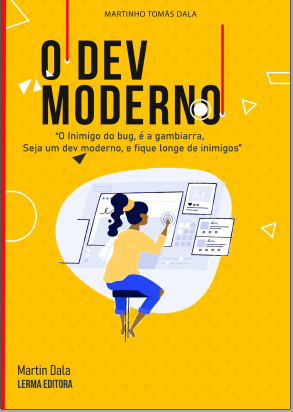 MARTINHO TOMÁS DALA
O DEV
MODERNO
“O Inimigo do bug, é a gambiarra,
Seja um dev moderno, e fique longe de inimigos”
Martin Dala
LERMA EDITORA